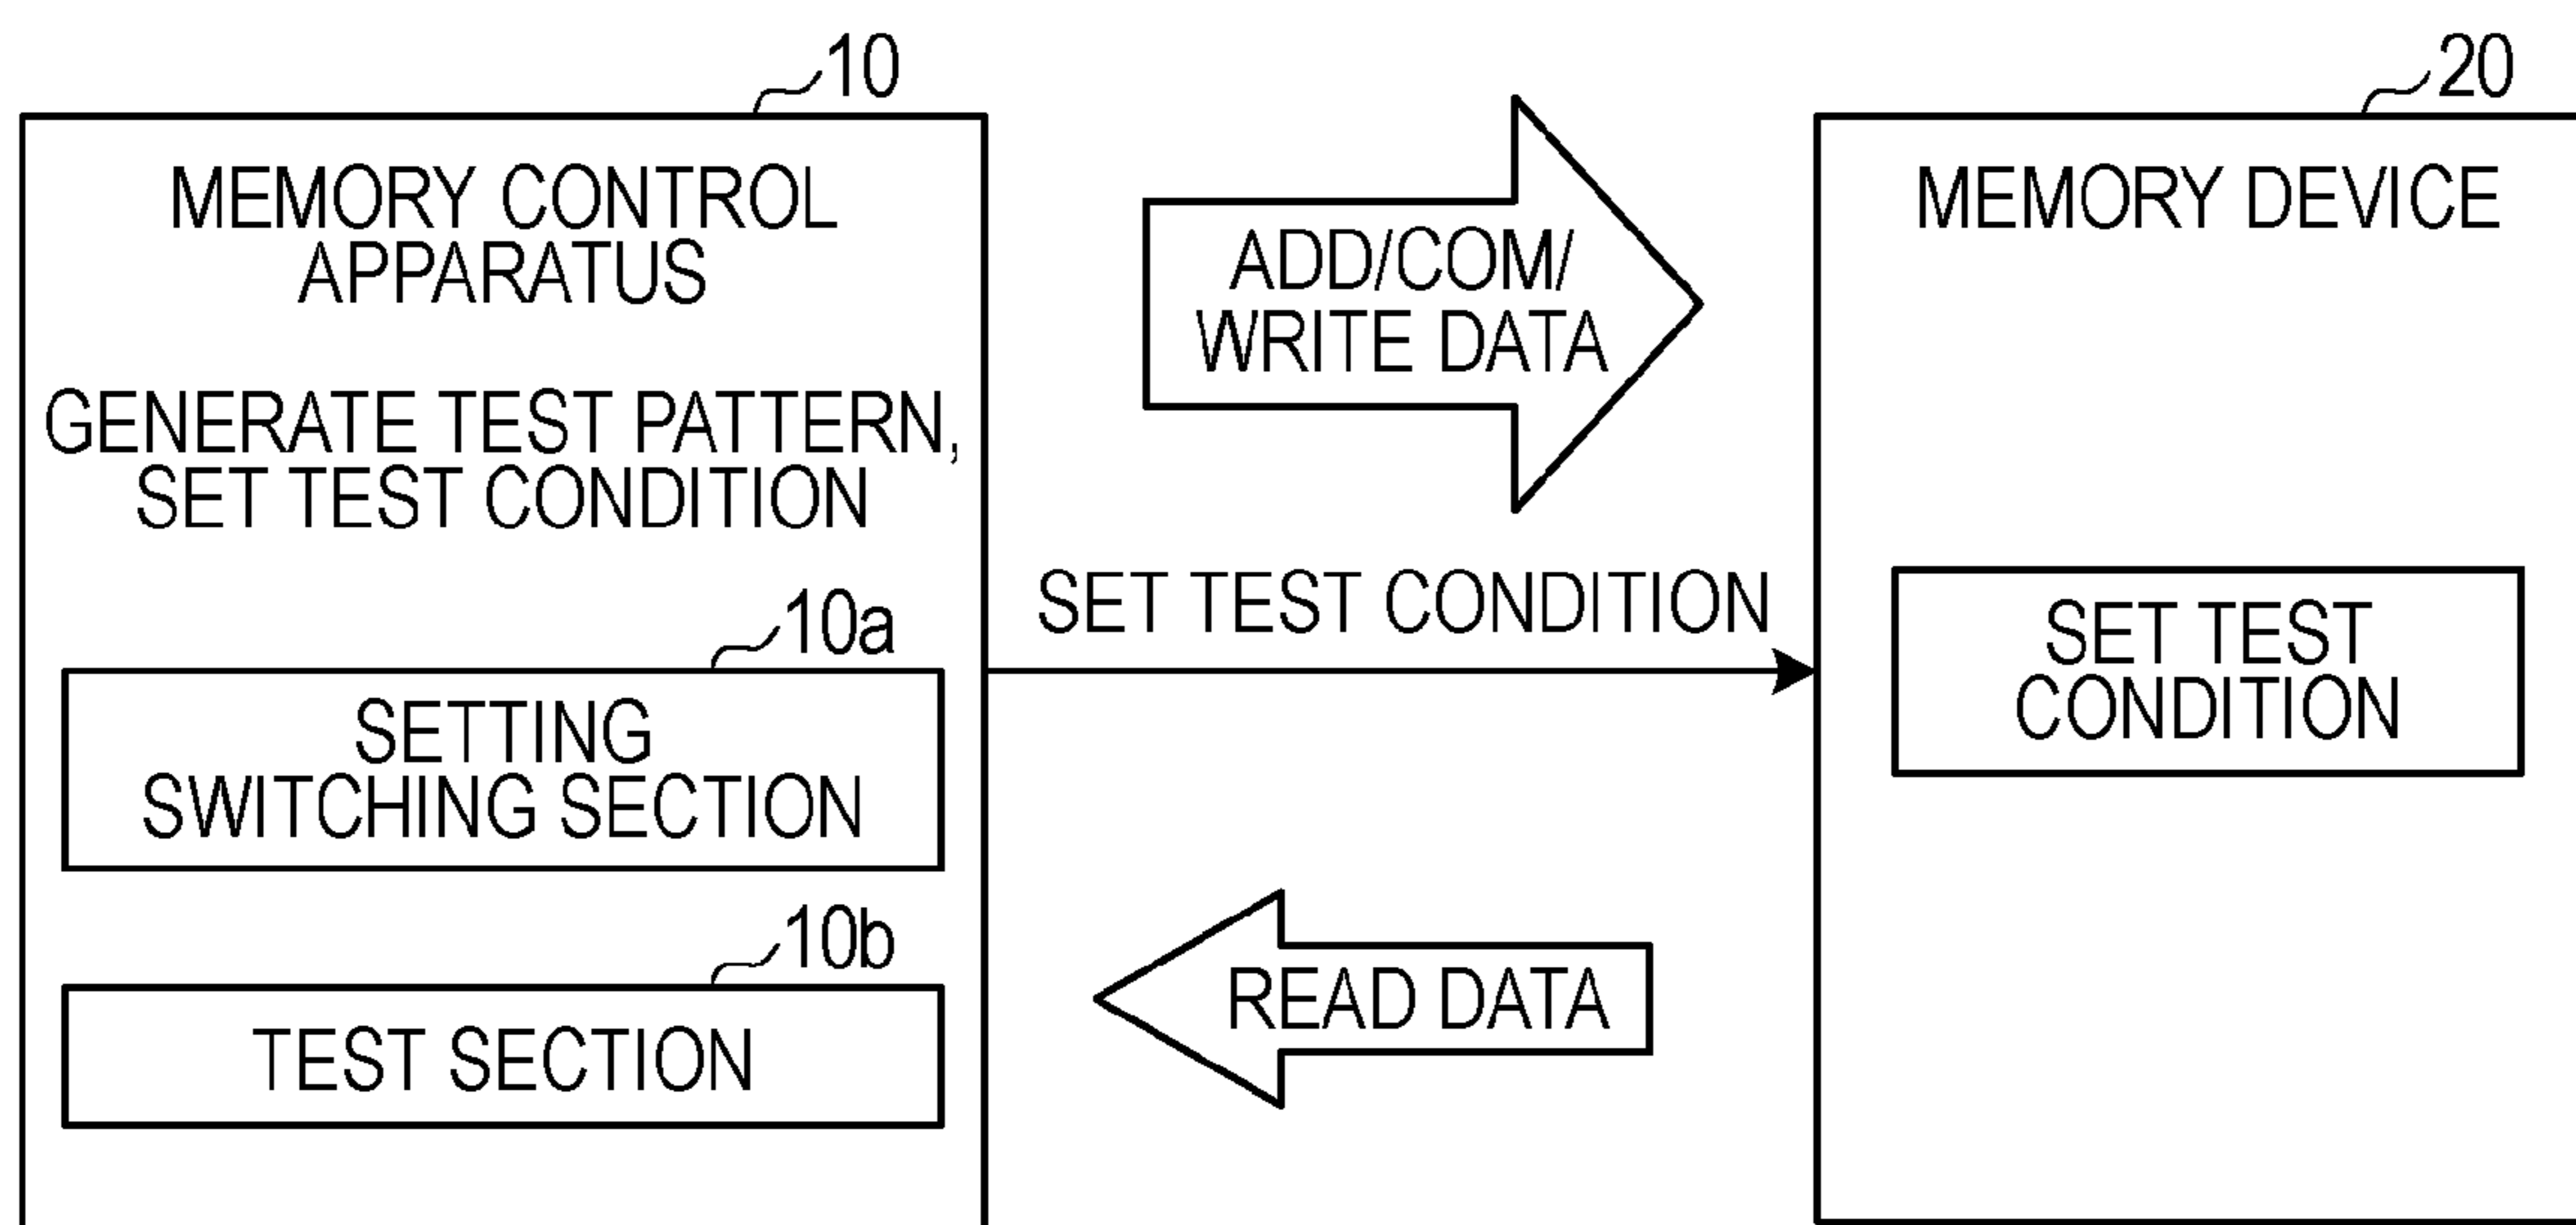 10
MEMORY CONTROL
APPARATUS
GENERATE TEST PATTERN,
SET TEST CONDITION
10a
SETTING
SWITCHING SECTION
10b
TEST SECTION
ADD/COM/
WRITE DATA
SET TEST CONDITION
READ DATA
20
MEMORY DEVICE
SET TEST
CONDITION